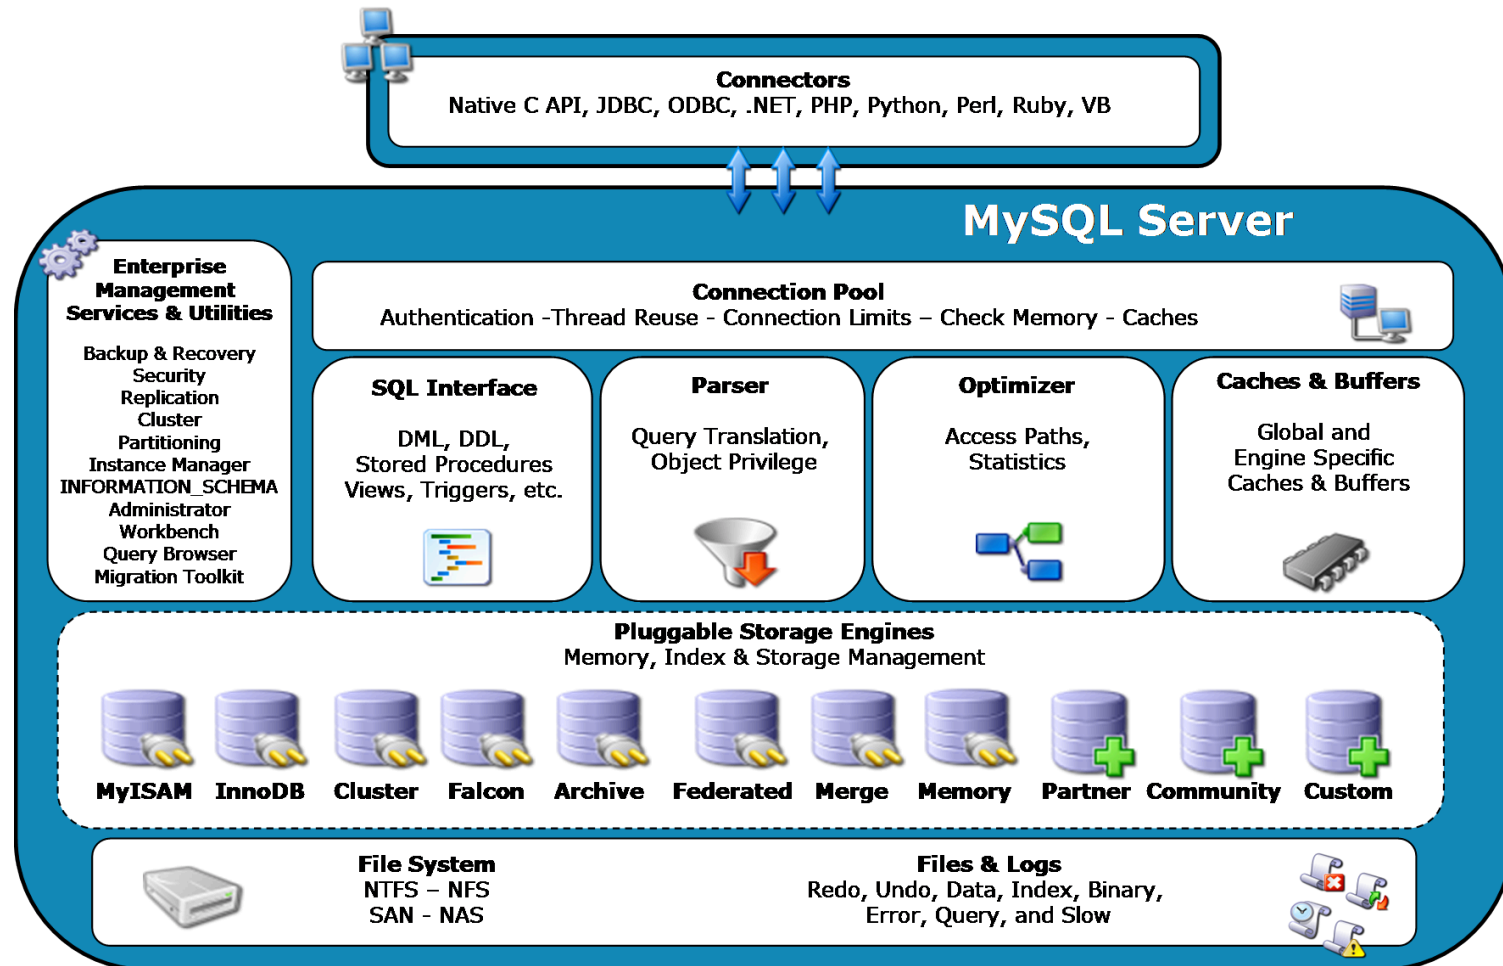 Connectors
Native C API, JDBC, ODBC, .NET, PHP, Python, Perl, Ruby, VB
MySQL Server
Enterprise
Management
Services & Utilities
Backup & Recovery
Security
Replication
Cluster
Partitioning
Instance Manager
INFORMATION_SCHEMA
Administrator
Workbench
Query Browser
Migration Toolkit
Connection Pool
Authentication -Thread Reuse - Connection Limits – Check Memory - Caches
SQL Interface
DML, DDL,
Stored Procedures
Views, Triggers, etc.
Parser
Query Translation,
Object Privilege
Optimizer
Access Paths,
Statistics
Caches & Buffers
Global and
Engine Specific
Caches & Buffers
Pluggable Storage Engines
Memory, Index & Storage Management
MyISAM
InnoDB
Cluster
Falcon
Archive
Federated
Merge
Memory
Partner
Community
Custom
File System
NTFS – NFS
SAN - NAS
Files & Logs
Redo, Undo, Data, Index, Binary,
Error, Query, and Slow